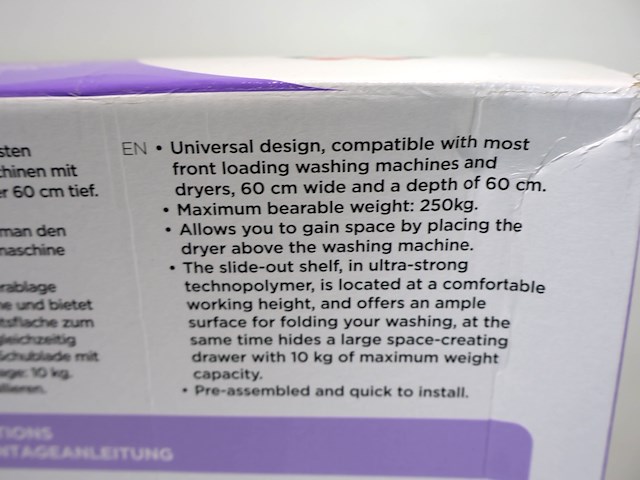 sten
chinen mit
r 60 cm tief.
man den
maschine
rablage
e und bietet
tsfläche zum
gleichzeitig
Schublade mit
age: 10 kg.
EN • Universal design, compatible with most
front loading washing machines and
dryers, 60 cm wide and a depth of 60 cm.
• Maximum bearable weight: 250kg.
• Allows you to gain space by placing the
dryer above the washing machine.
• The slide-out shelf, in ultra-strong
technopolymer, is located at a comfortable
working height, and offers an ample
surface for folding your washing, at the
same time hides a large space-creating
drawer with 10 kg of maximum weight
capacity.
• Pre-assembled and quick to install.
TIONS
NTAGEANLEITUNG